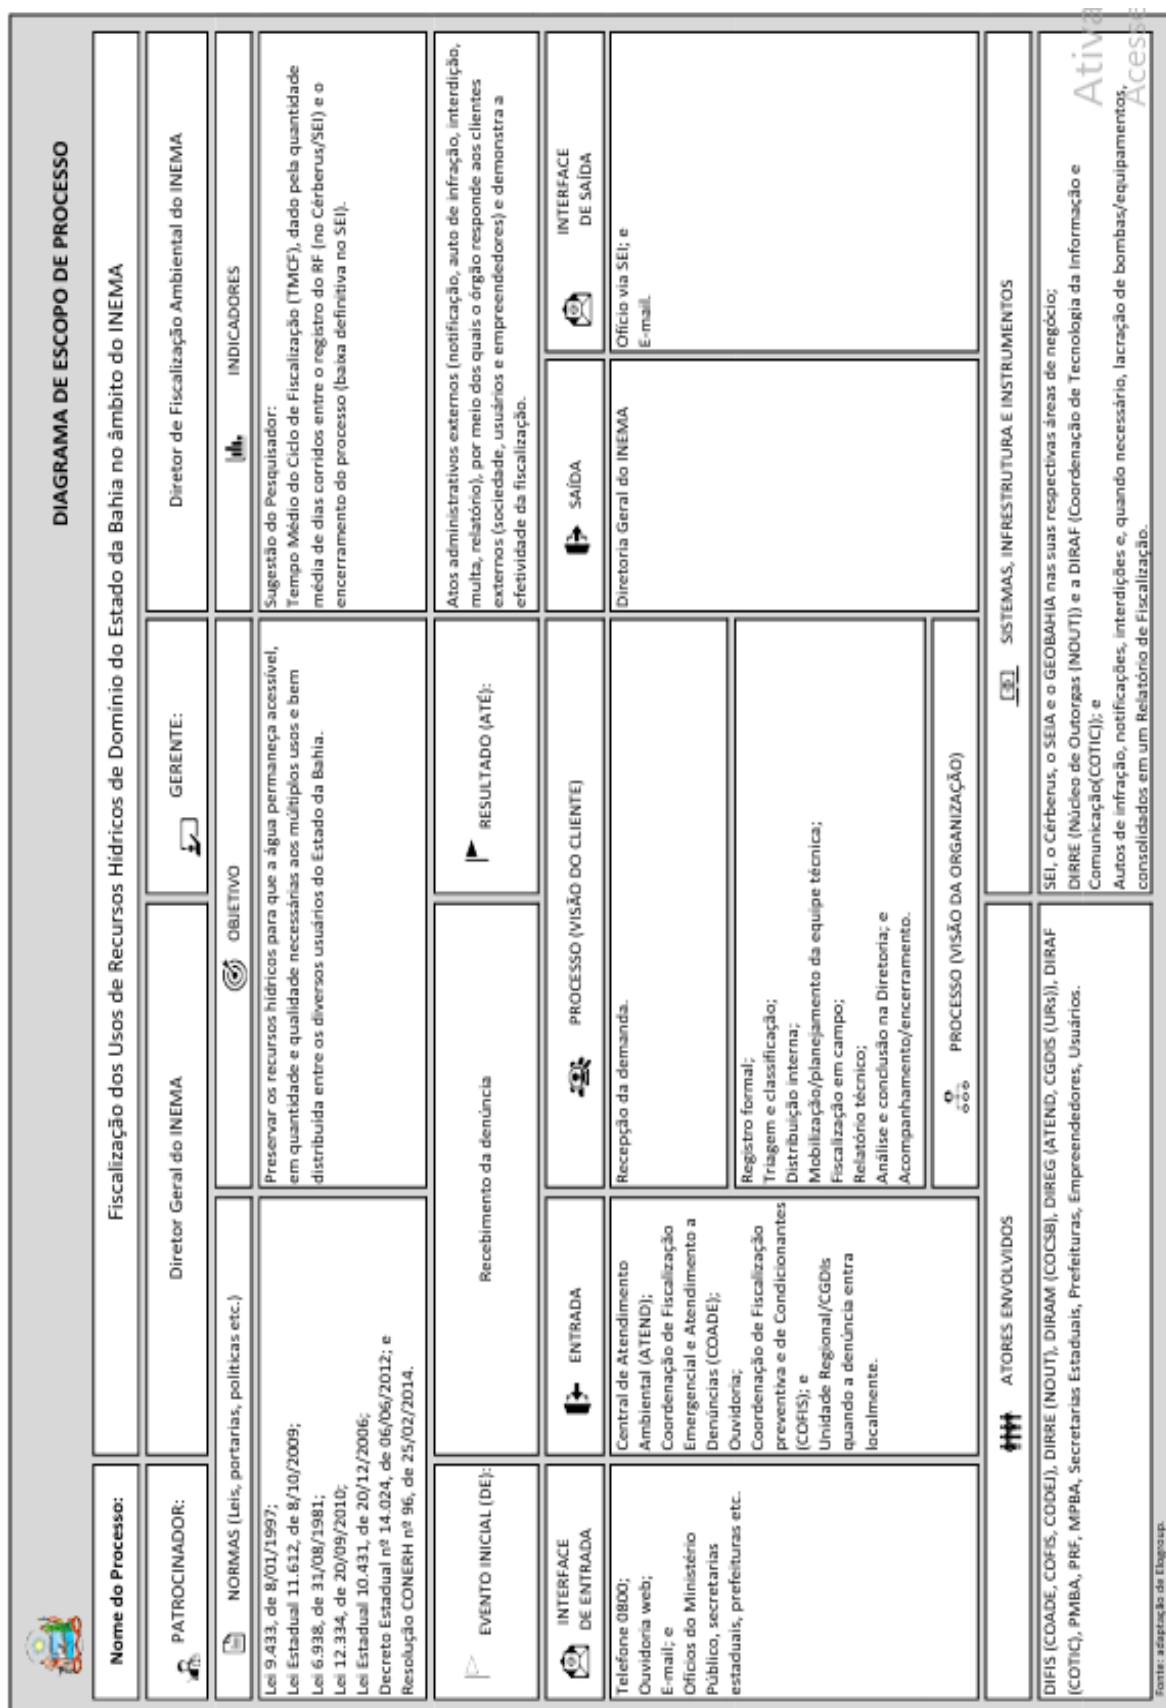 DIAGRAMA DE ESCOPO DE PROCESSO
Nome do Processo:
Fiscalização dos Usos de Recursos Hídricos de Domínio do Estado da Bahia no âmbito do INEMA
PATROCINADOR:
Diretor Geral do INEMA
GERENTE:
Diretor de Fiscalização Ambiental do INEMA
NORMAS (Leis, portarias, políticas etc.)
OBJETIVO
INDICADORES
Lei 9.433, de 8/01/1997;
Lei Estadual 11.612, de 8/10/2009;
Lei 6.938, de 31/08/1981;
Lei 12.334, de 20/09/2010;
Lei Estadual 10.431, de 20/12/2006;
Decreto Estadual nº 14.024, de 06/06/2012; e
Resolução CONERH nº 96, de 25/02/2014.
Preservar os recursos hídricos para que a água permaneça acessível,
em quantidade e qualidade necessárias aos múltiplos usos e bem
distribuída entre os diversos usuários do Estado da Bahia.
Sugestão do Pesquisador:
Tempo Médio do Ciclo de Fiscalização (TMCF), dado pela quantidade
média de dias corridos entre o registro do RF (no Cérberus/SEI) e o
encerramento do processo (baixa definitiva no SEI).
EVENTO INICIAL (DE):
Recebimento da denúncia
RESULTADO (ATÉ):
Atos administrativos externos (notificação, auto de infração, interdição,
multa, relatório), por meio dos quais o órgão responde aos clientes
externos (sociedade, usuários e empreendedores) e demonstra a
efetividade da fiscalização.
INTERFACE
DE ENTRADA
ENTRADA
PROCESSO (VISÃO DO CLIENTE)
SAÍDA
INTERFACE
DE SAÍDA
Telefone 0800;
Ouvidoria web;
E-mail; e
Ofícios do Ministério
Público, secretarias
estaduais, prefeituras etc.
Central de Atendimento
Ambiental (ATEND);
Coordenação de Fiscalização
Emergencial e Atendimento a
Denúncias (COADE);
Ouvidoria;
Coordenação de Fiscalização
preventiva e de Condicionantes
(COFIS); e
Unidade Regional/CGDIs
quando a denúncia entra
localmente.
Recepção da demanda.
Registro formal;
Triagem e classificação;
Distribuição interna;
Mobilização/planejamento da equipe técnica;
Fiscalização em campo;
Relatório técnico;
Análise e conclusão na Diretoria; e
Acompanhamento/encerramento.
PROCESSO (VISÃO DA ORGANIZAÇÃO)
Diretoria Geral do INEMA
Ofício via SEI; e
E-mail.
ATORES ENVOLVIDOS
SISTEMAS, INFRESTRUTURA E INSTRUMENTOS
DIFIS (COADE, COFIS, CODEJ), DIRRE (NOUT), DIRAM (COCSB), DIREG (ATEND, CGDIS (URs)), DIRAF
(COTIC), PMBA, PRF, MPBA, Secretarias Estaduais, Prefeituras, Empreendedores, Usuários.
SEI, o Cérberus, o SEIA e o GEOBAHIA nas suas respectivas áreas de negócio;
DIRRE (Núcleo de Outorgas (NOUT)) e a DIRAF (Coordenação de Tecnologia da Informação e
Comunicação(COTIC)); e
Autos de infração, notificações, interdições e, quando necessário, lacração de bombas/equipamentos,
consolidados em um Relatório de Fiscalização.
Fonte: adaptação de Elogroup.
Ativa
Acesse